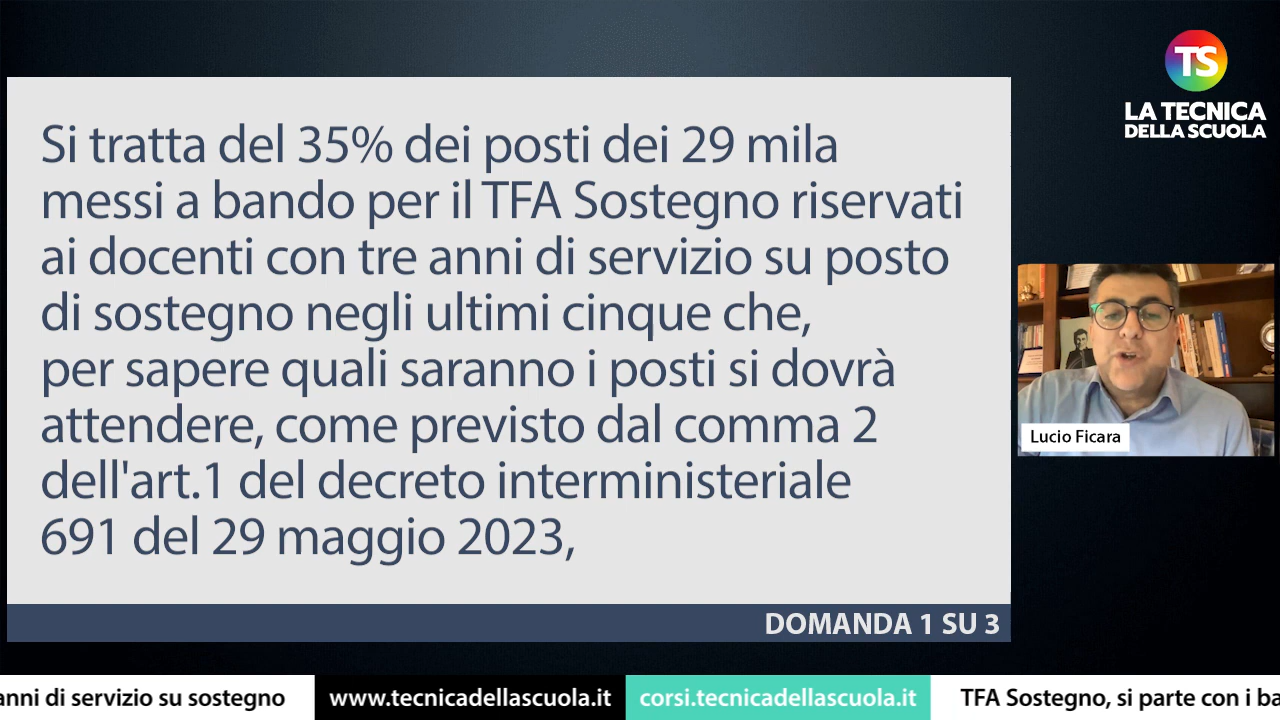 TS
LA TECNICA
DELLA SCUOLA
Si tratta del 35% dei posti dei 29 mila
messi a bando per il TFA Sostegno riservati
ai docenti con tre anni di servizio su posto
di sostegno negli ultimi cinque che,
per sapere quali saranno i posti si dovrà
attendere, come previsto dal comma 2
dell'art.1 del decreto interministeriale
691 del 29 maggio 2023,
DOMANDA 1 SU 3
Lucio Ficara
anni di servizio su sostegno www.tecnicadellascuola.it corsi.tecnicadellascuola.it TFA Sostegno, si parte con i ba